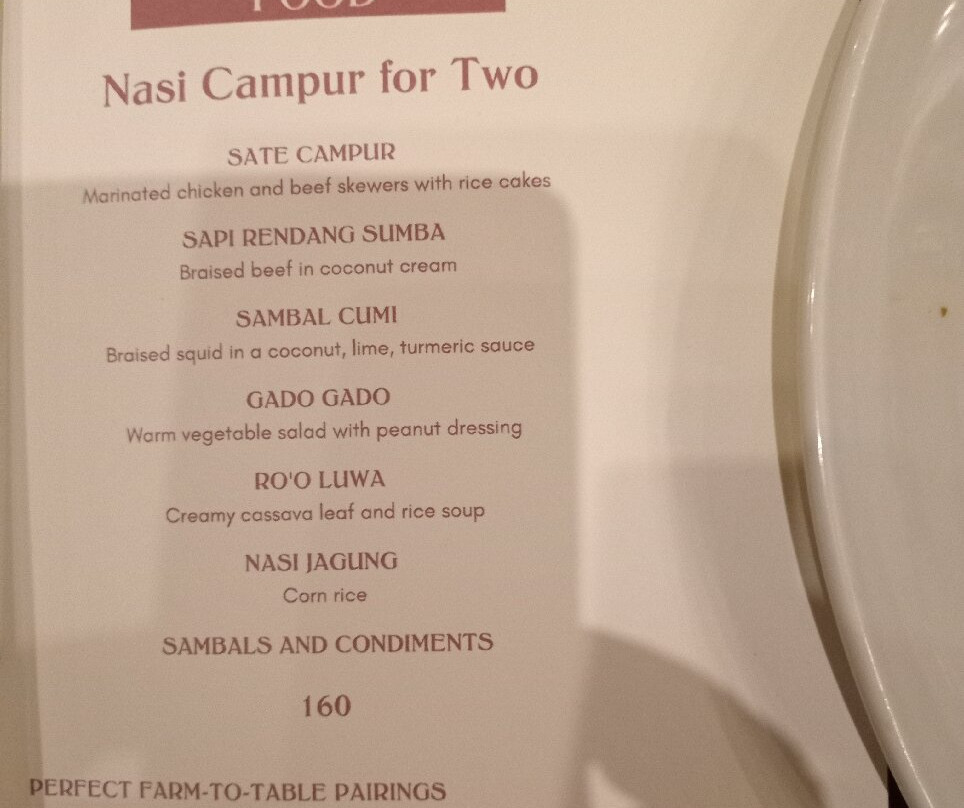 FOOD
Nasi Campur for Two
SATE CAMPUR
Marinated chicken and beef skewers with rice cakes
SAPI RENDANG SUMBA
Braised beef in coconut cream
SAMBAL CUMI
Braised squid in a coconut, lime, turmeric sauce
GADO GADO
Warm vegetable salad with peanut dressing
RO'O LUWA
Creamy cassava leaf and rice soup
NASI JAGUNG
Corn rice
SAMBALS AND CONDIMENTS
160
PERFECT FARM-TO-TABLE PAIRINGS